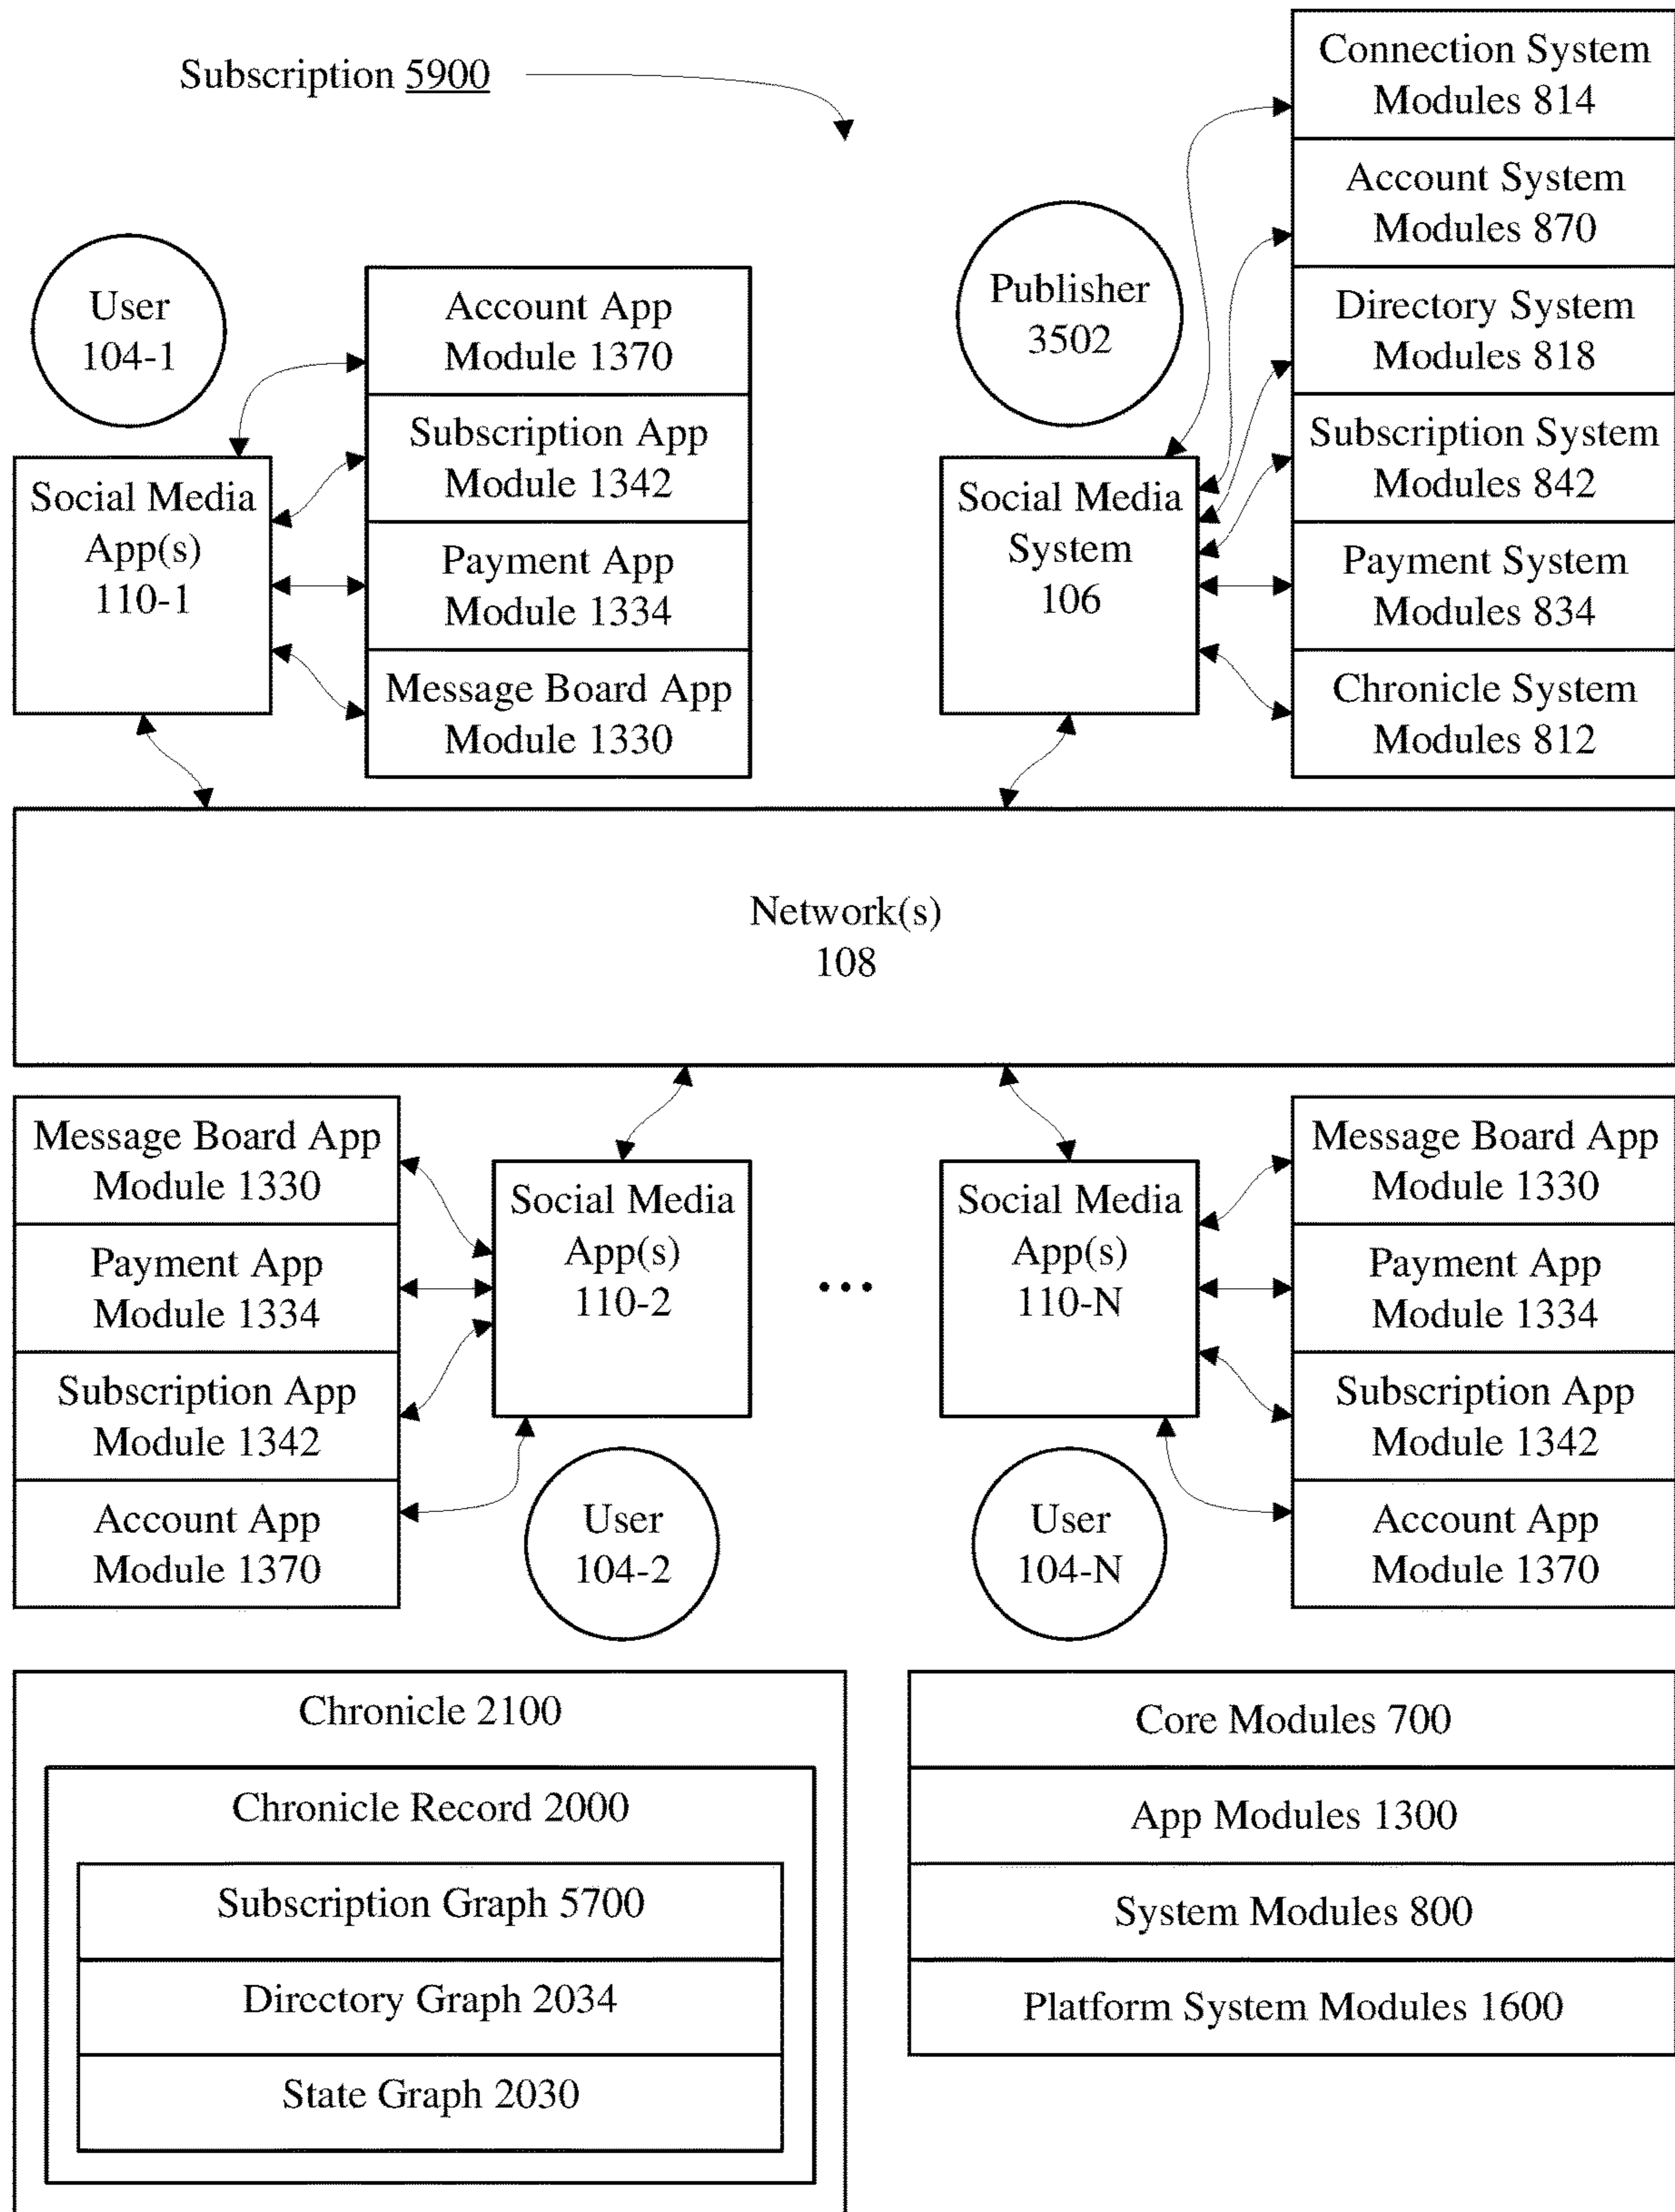 Subscription 5900
Connection System
Modules 814
Account System
Modules 870
Directory System
Modules 818
Subscription System
Modules 842
Payment System
Modules 834
Chronicle System
Modules 812
User
104-1
Account App
Module 1370
Subscription App
Module 1342
Payment App
Module 1334
Message Board App
Module 1330
Social Media
App(s)
110-1
Publisher
3502
Social Media
System
106
Network(s)
108
Message Board App
Module 1330
Payment App
Module 1334
Subscription App
Module 1342
Account App
Module 1370
Social Media
App(s)
110-2
User
104-2
•••
Social Media
App(s)
110-N
User
104-N
Message Board App
Module 1330
Payment App
Module 1334
Subscription App
Module 1342
Account App
Module 1370
Chronicle 2100
Chronicle Record 2000
Subscription Graph 5700
Directory Graph 2034
State Graph 2030
Core Modules 700
App Modules 1300
System Modules 800
Platform System Modules 1600